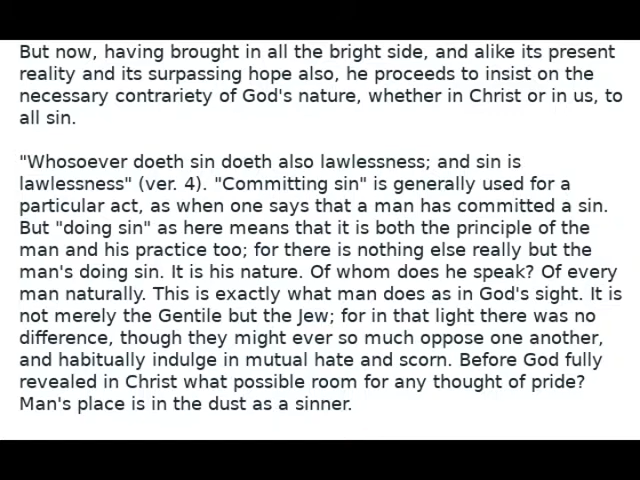 But now, having brought in all the bright side, and alike its present
reality and its surpassing hope also, he proceeds to insist on the
necessary contrariety of God's nature, whether in Christ or in us, to
all sin.
"Whosoever doeth sin doeth also lawlessness; and sin is
lawlessness" (ver. 4). "Committing sin" is generally used for a
particular act, as when one says that a man has committed a sin.
But "doing sin" as here means that it is both the principle of the
man and his practice too; for there is nothing else really but the
man's doing sin. It is his nature. Of whom does he speak? Of every
man naturally. This is exactly what man does as in God's sight. It is
not merely the Gentile but the Jew; for in that light there was no
difference, though they might ever so much oppose one another,
and habitually indulge in mutual hate and scorn. Before God fully
revealed in Christ what possible room for any thought of pride?
Man's place is in the dust as a sinner.